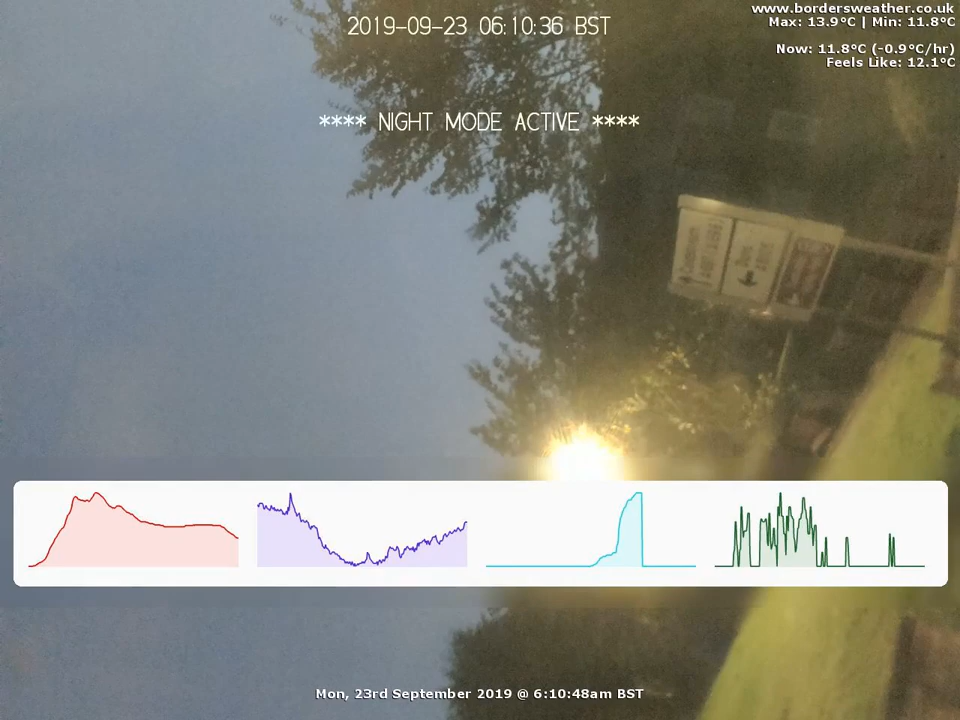 www.bordersweather.co.uk
2019-09-23 06:10:36 BST
Max: 13.9°C | Min: 11.8°C
Now: 11.8°C (-0.9°C/hr)
Feels Like: 12.1°C
**** NIGHT MODE ACTIVE ****
Mon, 23rd September 2019 @ 6:10:48am BST